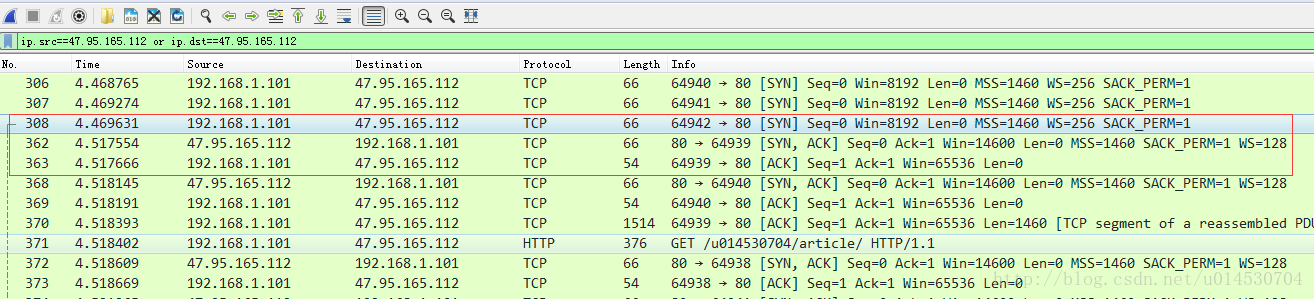 ip.src==47.95.165.112 or ip.dst==47.95.165.112
No. Time Source Destination Protocol Length Info
306 4.468765 192.168.1.101 47.95.165.112 TCP 66 64940 → 80 [SYN] Seq=0 Win=8192 Len=0 MSS=1460 WS=256 SACK_PERM=1
307 4.469274 192.168.1.101 47.95.165.112 TCP 66 64941 → 80 [SYN] Seq=0 Win=8192 Len=0 MSS=1460 WS=256 SACK_PERM=1
308 4.469631 192.168.1.101 47.95.165.112 TCP 66 64942 → 80 [SYN] Seq=0 Win=8192 Len=0 MSS=1460 WS=256 SACK_PERM=1
362 4.517554 47.95.165.112 192.168.1.101 TCP 66 80 → 64939 [SYN, ACK] Seq=0 Ack=1 Win=14600 Len=0 MSS=1460 SACK_PERM=1 WS=128
363 4.517666 192.168.1.101 47.95.165.112 TCP 54 64939 → 80 [ACK] Seq=1 Ack=1 Win=65536 Len=0
368 4.518145 47.95.165.112 192.168.1.101 TCP 66 80 → 64940 [SYN, ACK] Seq=0 Ack=1 Win=14600 Len=0 MSS=1460 SACK_PERM=1 WS=128
369 4.518191 192.168.1.101 47.95.165.112 TCP 54 64940 → 80 [ACK] Seq=1 Ack=1 Win=65536 Len=0
370 4.518393 192.168.1.101 47.95.165.112 TCP 1514 64939 → 80 [ACK] Seq=1 Ack=1 Win=65536 Len=1460 [TCP segment of a reassembled PDU
371 4.518402 192.168.1.101 47.95.165.112 HTTP 376 GET /u014530704/article/ HTTP/1.1
372 4.518609 47.95.165.112 192.168.1.101 TCP 66 80 → 64938 [SYN, ACK] Seq=0 Ack=1 Win=14600 Len=0 MSS=1460 SACK_PERM=1 WS=128
373 4.518669 192.168.1.101 47.95.165.112 TCP 54 64938 → 80 [ACK] Seq=1 Ack=1 Win=65536 Len=0
http://blog.csdn.net/u014530704